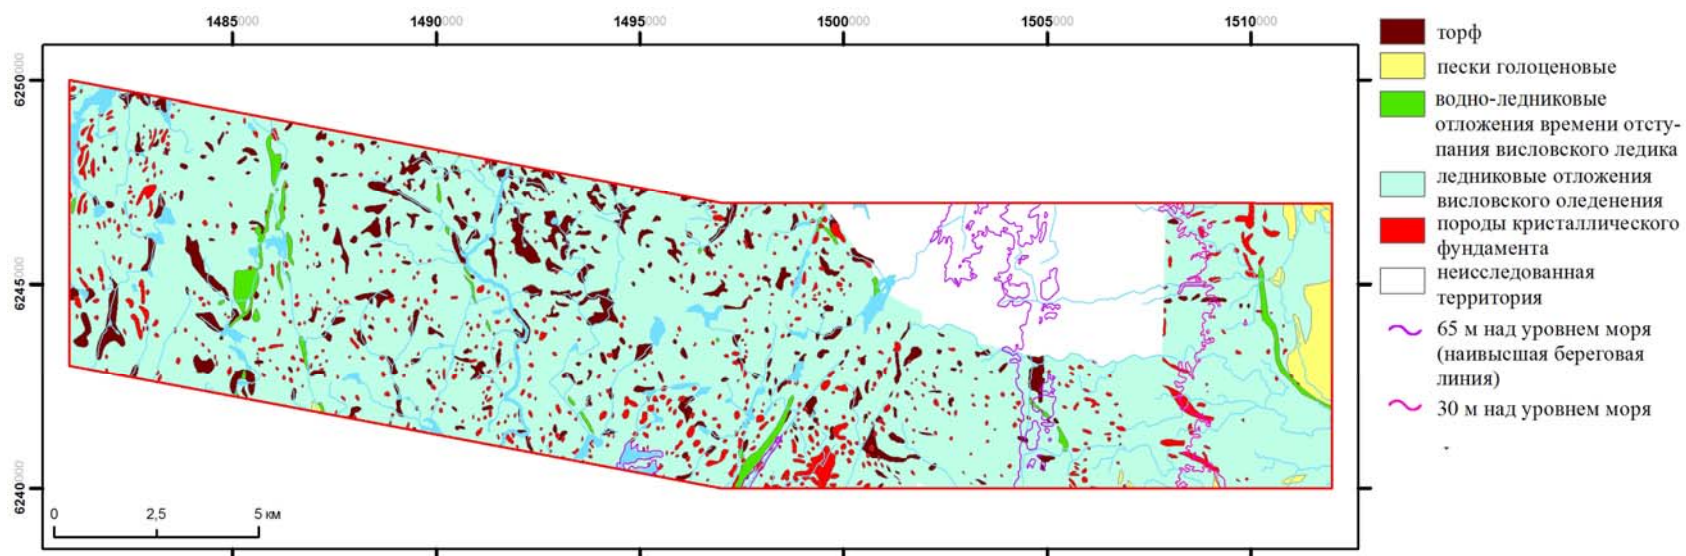 1485000 1490000 1495000 1500000 1505000 1510000
6250000
6245000
6240000
0 2,5 5 км
торф
пески голоценовые
водно-ледниковые
отложения времени отсту-
пания висловского ледика
ледниковые отложения
висловского оледенения
породы кристаллического
фундамента
неисследованная
территория
65 м над уровнем моря
(наивысшая береговая
линия)
30 м над уровнем моря